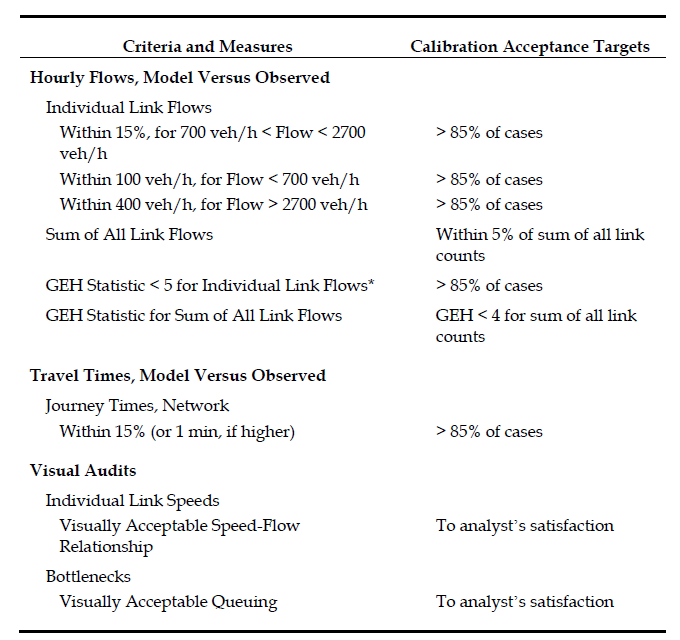 Criteria and Measures Calibration Acceptance Targets
Hourly Flows, Model Versus Observed
Individual Link Flows
Within 15%, for 700 veh/h < Flow < 2700 > 85% of cases
veh/h
Within 100 veh/h, for Flow < 700 veh/h > 85% of cases
Within 400 veh/h, for Flow > 2700 veh/h > 85% of cases
Sum of All Link Flows Within 5% of sum of all link
counts
GEH Statistic < 5 for Individual Link Flows* > 85% of cases
GEH Statistic for Sum of All Link Flows GEH < 4 for sum of all link
counts
Travel Times, Model Versus Observed
Journey Times, Network
Within 15% (or 1 min, if higher) > 85% of cases
Visual Audits
Individual Link Speeds
Visually Acceptable Speed-Flow To analyst's satisfaction
Relationship
Bottlenecks
Visually Acceptable Queuing To analyst's satisfaction